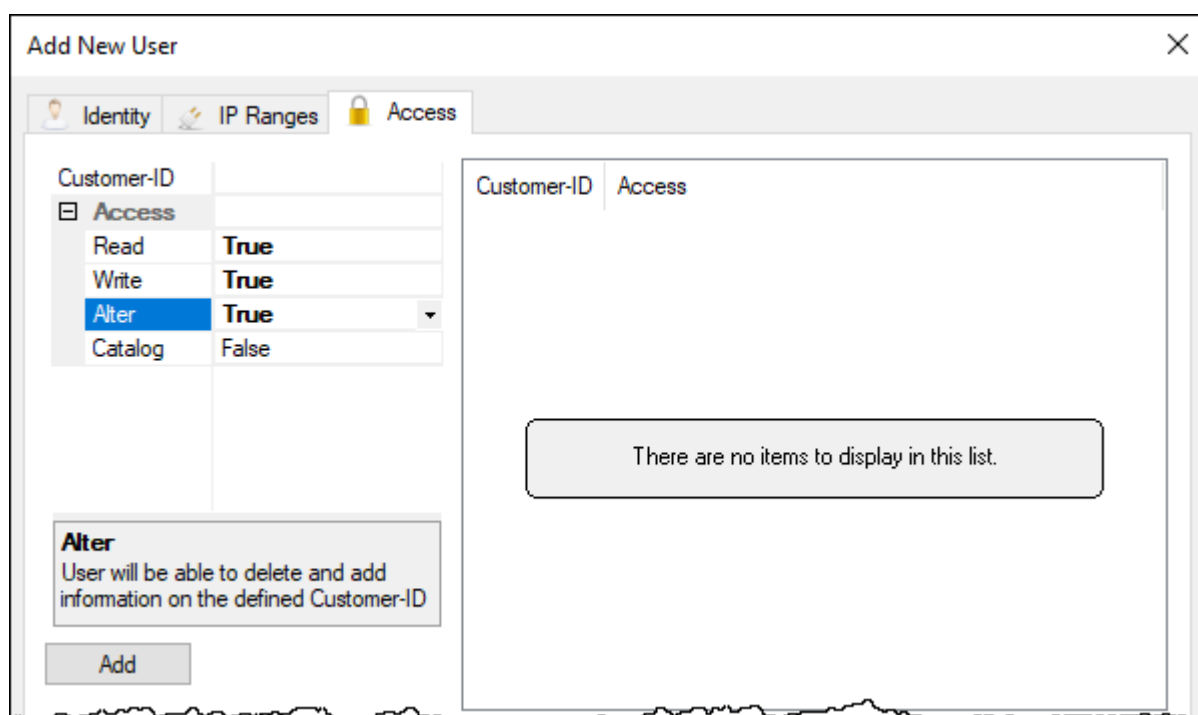 Add New User
Identity IP Ranges Access
Customer-ID
Access
Read True
Write True
Alter True
Catalog False
Alter
User will be able to delete and add
information on the defined Customer-ID
Add
Customer-ID Access
There are no items to display in this list.